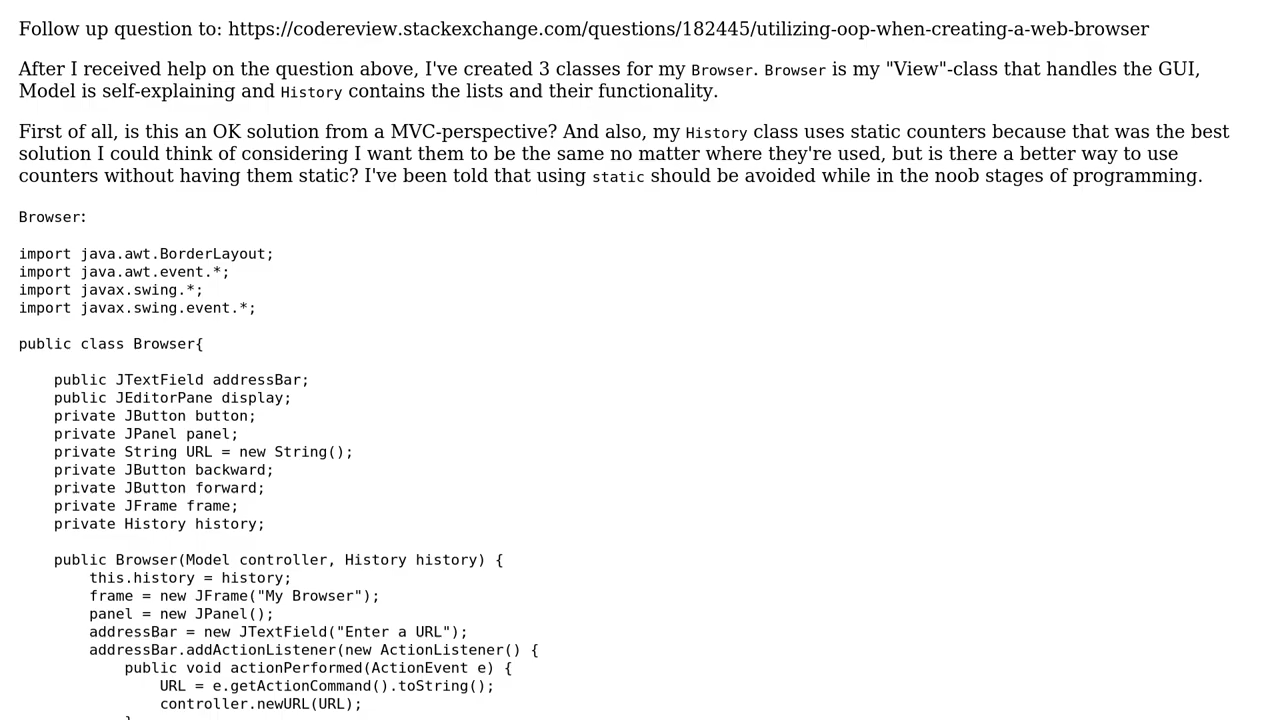 Follow up question to: https://codereview.stackexchange.com/questions/182445/utilizing-oop-when-creating-a-web-browser
After I received help on the question above, I've created 3 classes for my Browser. Browser is my "View"-class that handles the GUI,
Model is self-explaining and History contains the lists and their functionality.
First of all, is this an OK solution from a MVC-perspective? And also, my History class uses static counters because that was the best
solution I could think of considering I want them to be the same no matter where they're used, but is there a better way to use
counters without having them static? I've been told that using static should be avoided while in the noob stages of programming.
Browser:
import java.awt.BorderLayout;
import java.awt.event.*;
import javax.swing.*;
import javax.swing.event.*;
public class Browser{
    public JTextField addressBar;
    public JEditorPane display;
    private JButton button;
    private JPanel panel;
    private String URL = new String();
    private JButton backward;
    private JButton forward;
    private JFrame frame;
    private History history;
    public Browser(Model controller, History history) {
        this.history = history;
        frame = new JFrame("My Browser");
        panel = new JPanel();
        addressBar = new JTextField("Enter a URL");
        addressBar.addActionListener(new ActionListener() {
            public void actionPerformed(ActionEvent e) {
                URL = e.getActionCommand().toString();
                controller.newURL(URL);
            }